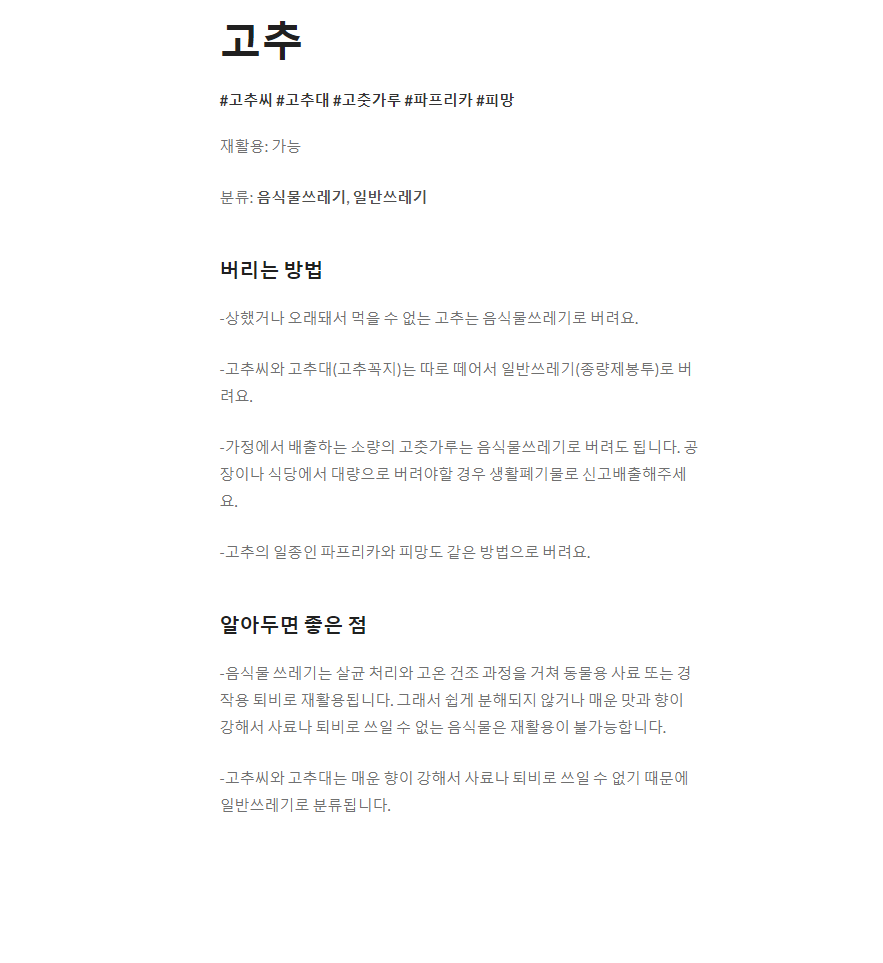 고추
#고추씨 #고추대 #고춧가루 #파프리카 #피망
재활용: 가능
분류: 음식물쓰레기, 일반쓰레기
버리는 방법
-상했거나 오래돼서 먹을 수 없는 고추는 음식물쓰레기로 버려요.
-고추씨와 고추대(고추꼭지)는 따로 떼어서 일반쓰레기(종량제봉투)로 버
려요.
-가정에서 배출하는 소량의 고춧가루는 음식물쓰레기로 버려도 됩니다. 공
장이나 식당에서 대량으로 버려야할 경우 생활폐기물로 신고배출해주세
요.
-고추의 일종인 파프리카와 피망도 같은 방법으로 버려요.
알아두면 좋은 점
-음식물 쓰레기는 살균 처리와 고온 건조 과정을 거쳐 동물용 사료 또는 경
작용 퇴비로 재활용됩니다. 그래서 쉽게 분해되지 않거나 매운 맛과 향이
강해서 사료나 퇴비로 쓰일 수 없는 음식물은 재활용이 불가능합니다.
-고추씨와 고추대는 매운 향이 강해서 사료나 퇴비로 쓰일 수 없기 때문에
일반쓰레기로 분류됩니다.